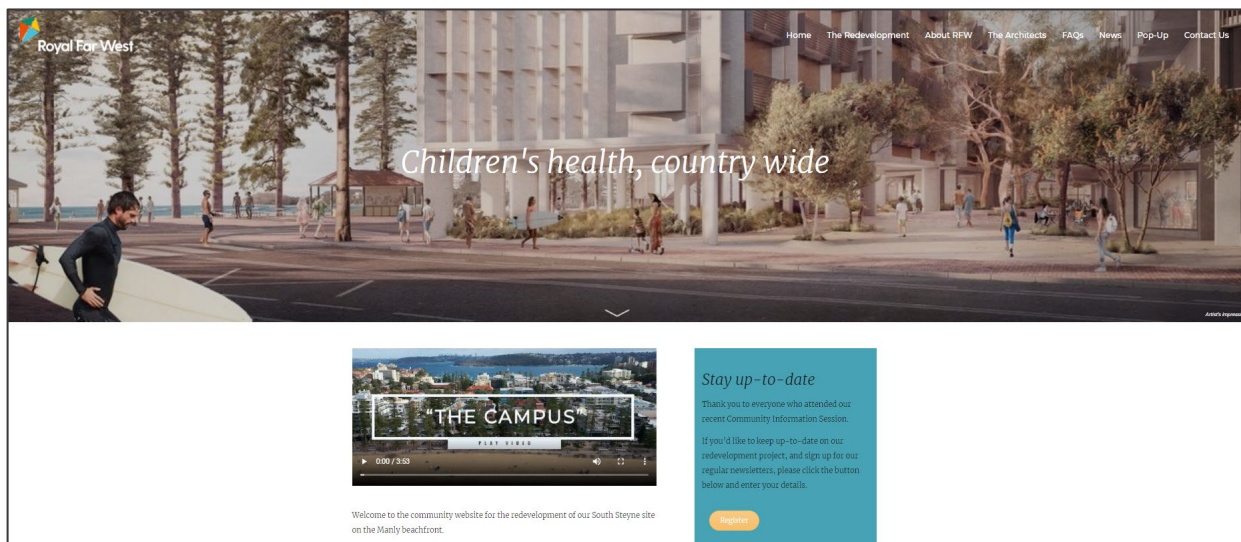 Royal Far West
Home The Redevelopment About RFW The Architects FAQs News Pop-Up Contact Us
Children's health, country wide
Artist's impress
"THE CAMPUS"
PLAY VIDEO
0:00 / 3:53
Welcome to the community website for the redevelopment of our South Steyne site
on the Manly beachfront.
Stay up-to-date
Thank you to everyone who attended our
recent Community Information Session.
If you'd like to keep up-to-date on our
redevelopment project, and sign up for our
regular newsletters, please click the button
below and enter your details.
Register